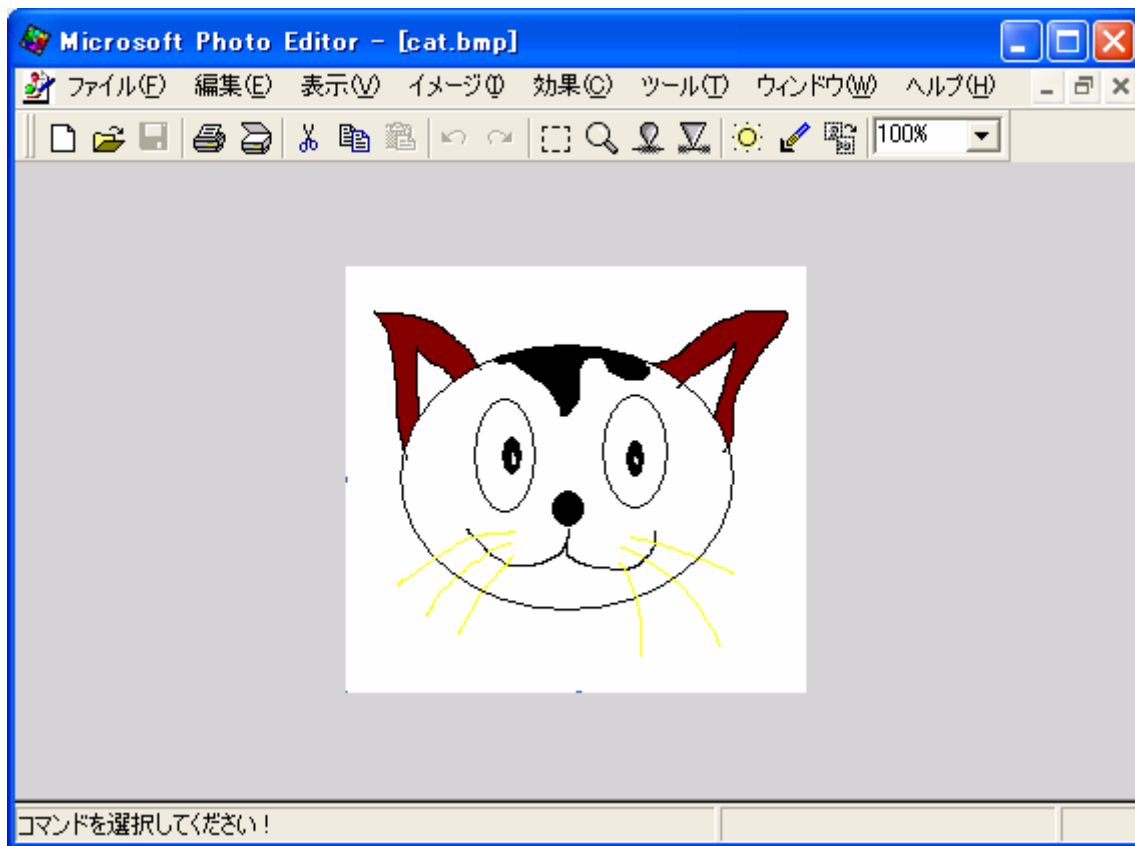 Microsoft Photo Editor - [cat.bmp]
ファイル(F) 編集(E) 表示(V) イメージ(I) 効果(C) ツール(T) ウィンドウ(W) ヘルプ(H)
100%
コマンドを選択してください!